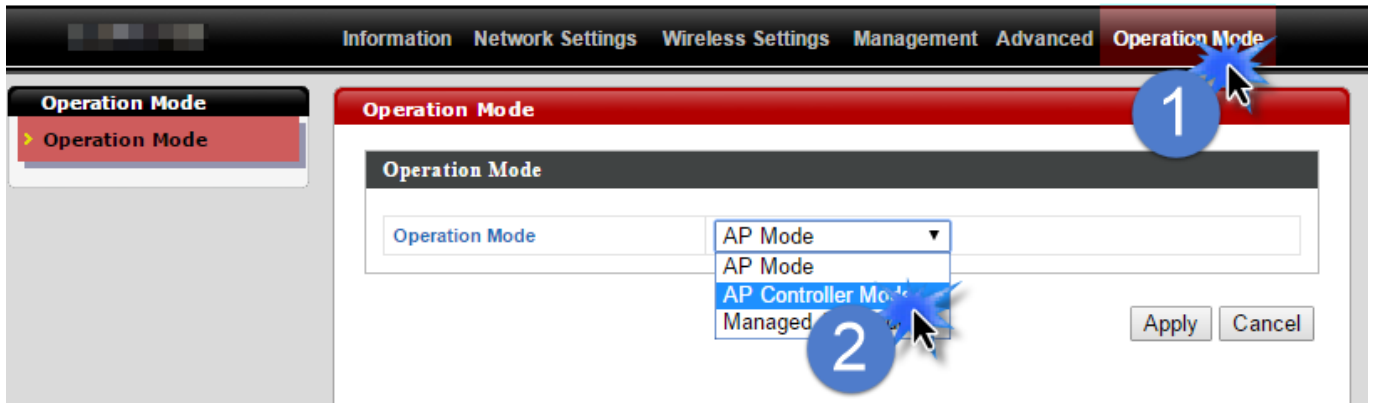 Information Network Settings Wireless Settings Management Advanced Operation Mode
1
Operation Mode
Operation Mode
Operation Mode
Operation Mode
Operation Mode AP Mode
AP Mode
AP Controller Mode
Managed
2
Apply Cancel